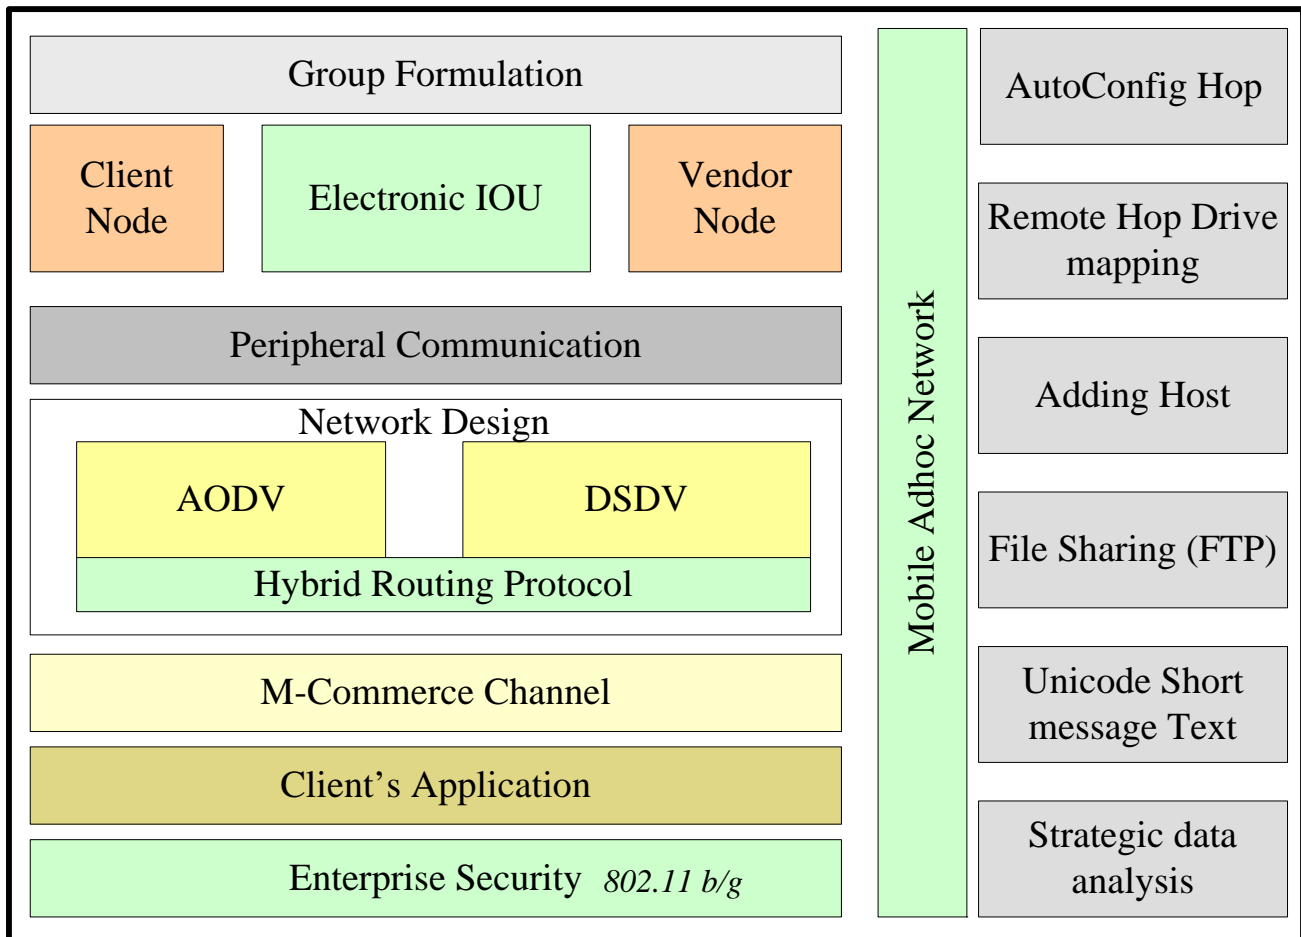 Group Formulation
Client
Node
Electronic IOU
Vendor
Node
Peripheral Communication
Network Design
AODV
DSDV
Hybrid Routing Protocol
M-Commerce Channel
Client’s Application
Enterprise Security 802.11 b/g
Mobile Adhoc Network
AutoConfig Hop
Remote Hop Drive
mapping
Adding Host
File Sharing (FTP)
Unicode Short
message Text
Strategic data
analysis